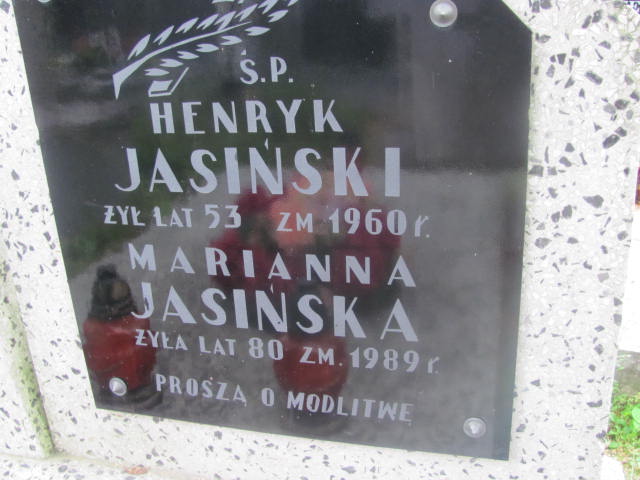 Ś.P.
HENRYK
JASIŃSKI
ŻYŁ LAT 53 ZM 1960 r.
MARIANNA
JASIŃSKA
ŻYŁA LAT 80 ZM. 1989 r.
PROSZĄ O MODLITWĘ